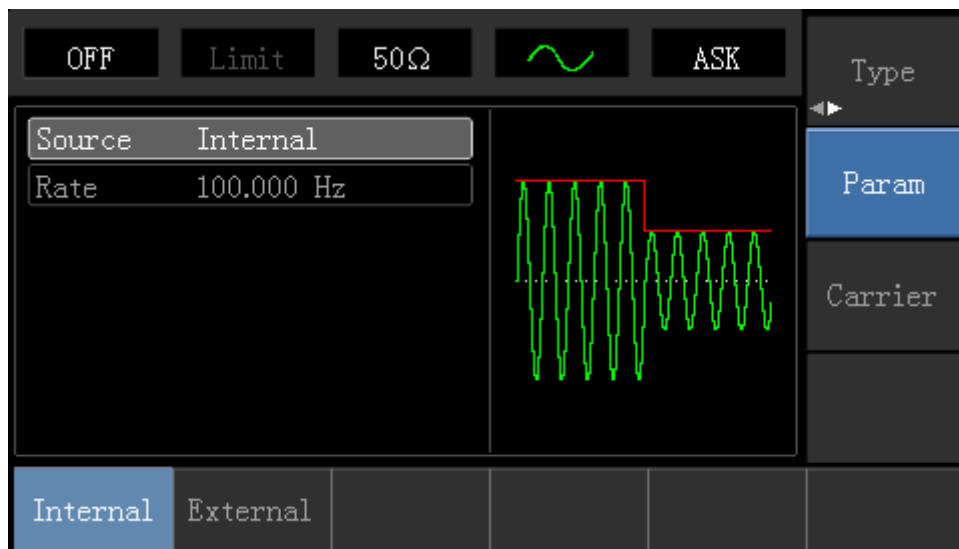 OFF Limit 50Ω ASK
Type
Source Internal
Rate 100.000 Hz
Param
Carrier
Internal External